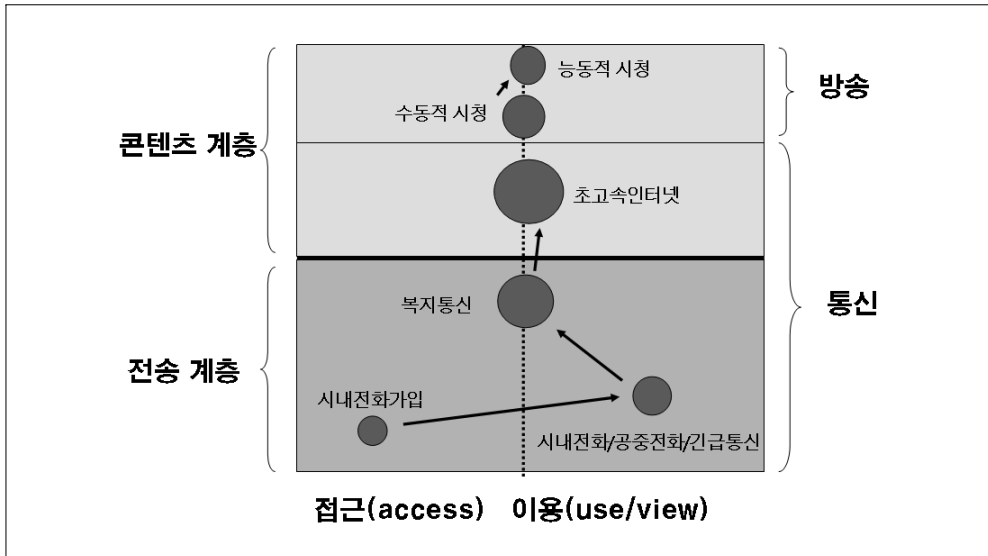 능동적 시청
방송
수동적 시청
콘텐츠 계층
초고속인터넷
복지통신
통신
전송 계층
시내전화가입
시내전화/공중전화/긴급통신
접근(access) 이용(use/view)